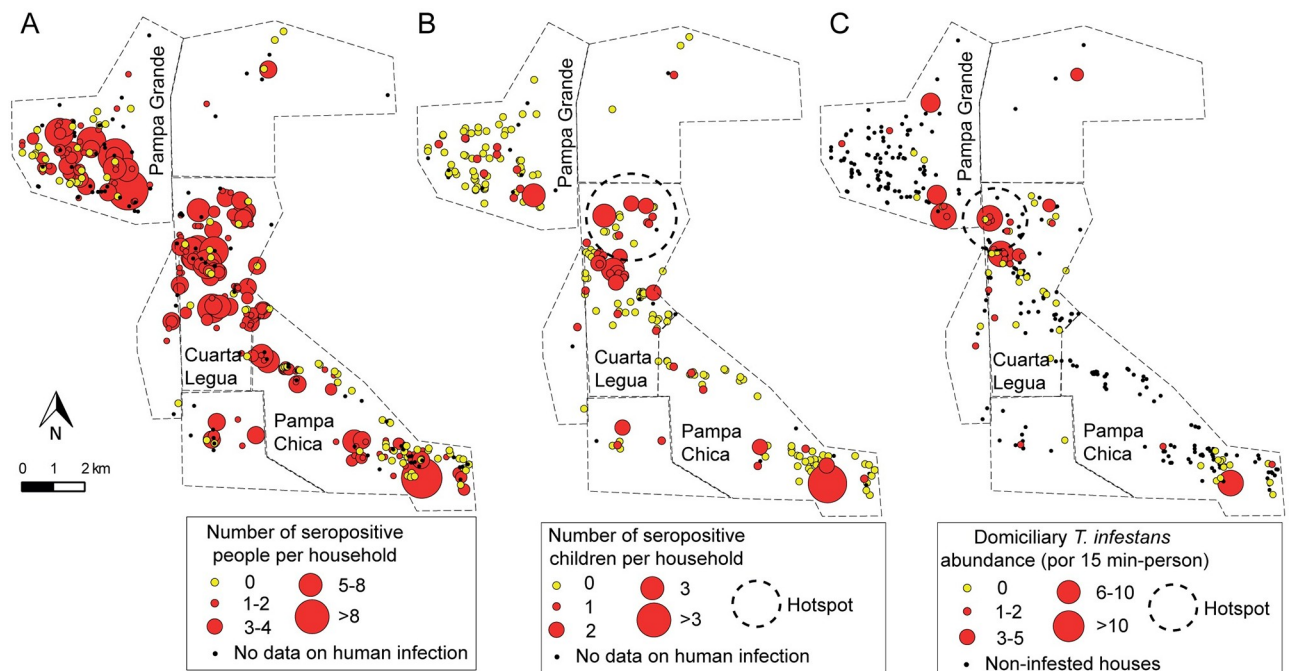 A
B
C
Pampa Grande
Pampa Grande
Pampa Grande
Cuarta
Legua
Cuarta
Legua
Cuarta
Legua
Pampa
Chica
Pampa
Chica
Pampa
Chica
N
0 1 2 km
Number of seropositive
people per household
0
1-2
3-4
5-8
>8
No data on human infection
Number of seropositive
children per household
0
1
2
3
>3
Hotspot
No data on human infection
Domiciliary T. infestans
abundance (por 15 min-person)
0
1-2
3-5
6-10
>10
Hotspot
Non-infested houses